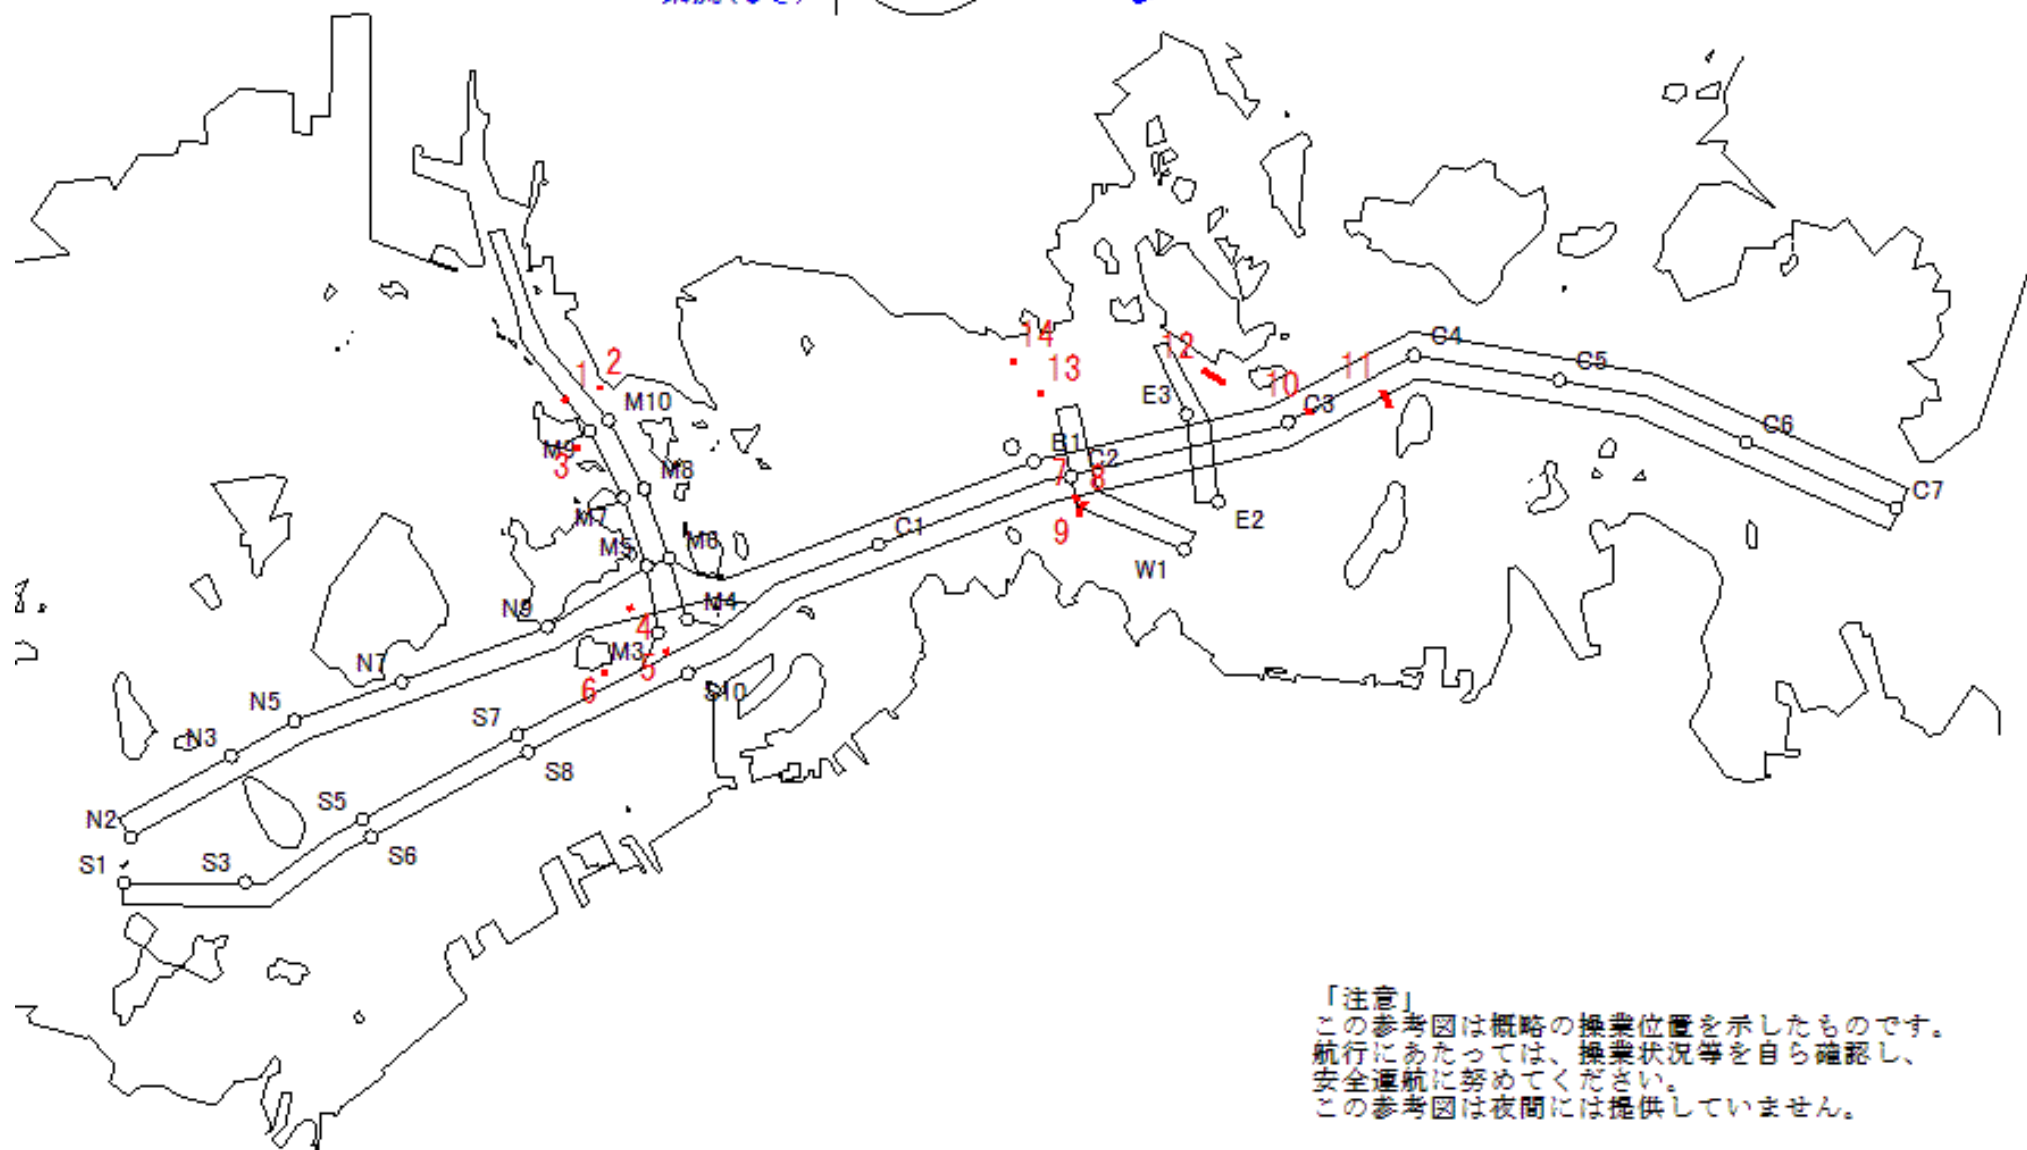 14
13
12
11
10
1
2
3
4
5
6
7
8
9
C4
C5
C3
C6
C7
E3
E2
B1
C2
C1
W1
M10
M9
M8
M7
M5
M6
M4
M3
N9
N7
N5
N3
N2
S1
S3
S5
S6
S7
S8
S10
「注意」
この参考図は概略の操業位置を示したものです。
航行にあたっては、操業状況等を自ら確認し、
安全運航に努めてください。
この参考図は夜間には提供していません。